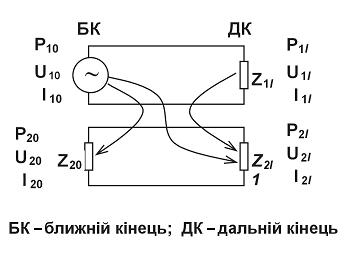 БК ДК
P10 P1l
U10 ~ Z1l U1l
I10 I1l
P20 P2l
U20 Z20 Z2l U2l
I20 1 I2l
БК – ближній кінець; ДК – дальній кінець